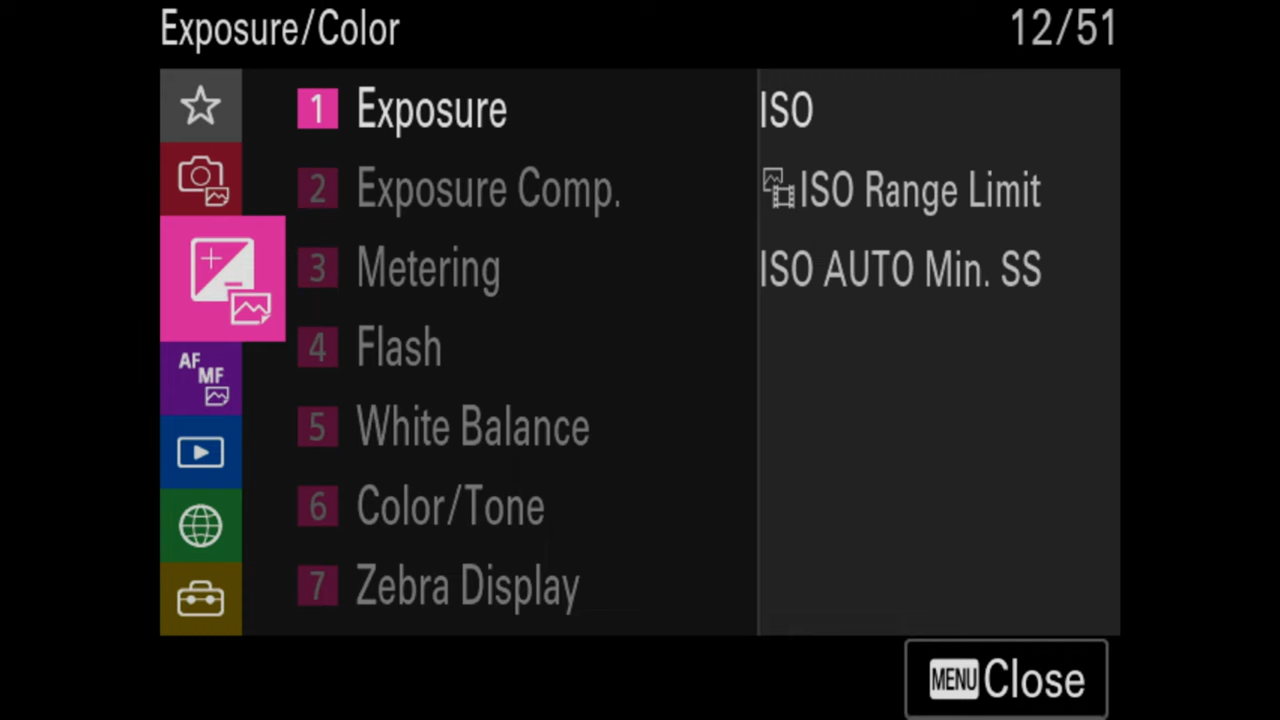 Exposure/Color 12/51
1 Exposure
2 Exposure Comp.
3 Metering
4 Flash
5 White Balance
6 Color/Tone
7 Zebra Display
ISO
ISO Range Limit
ISO AUTO Min. SS
AF
MF
MENU Close